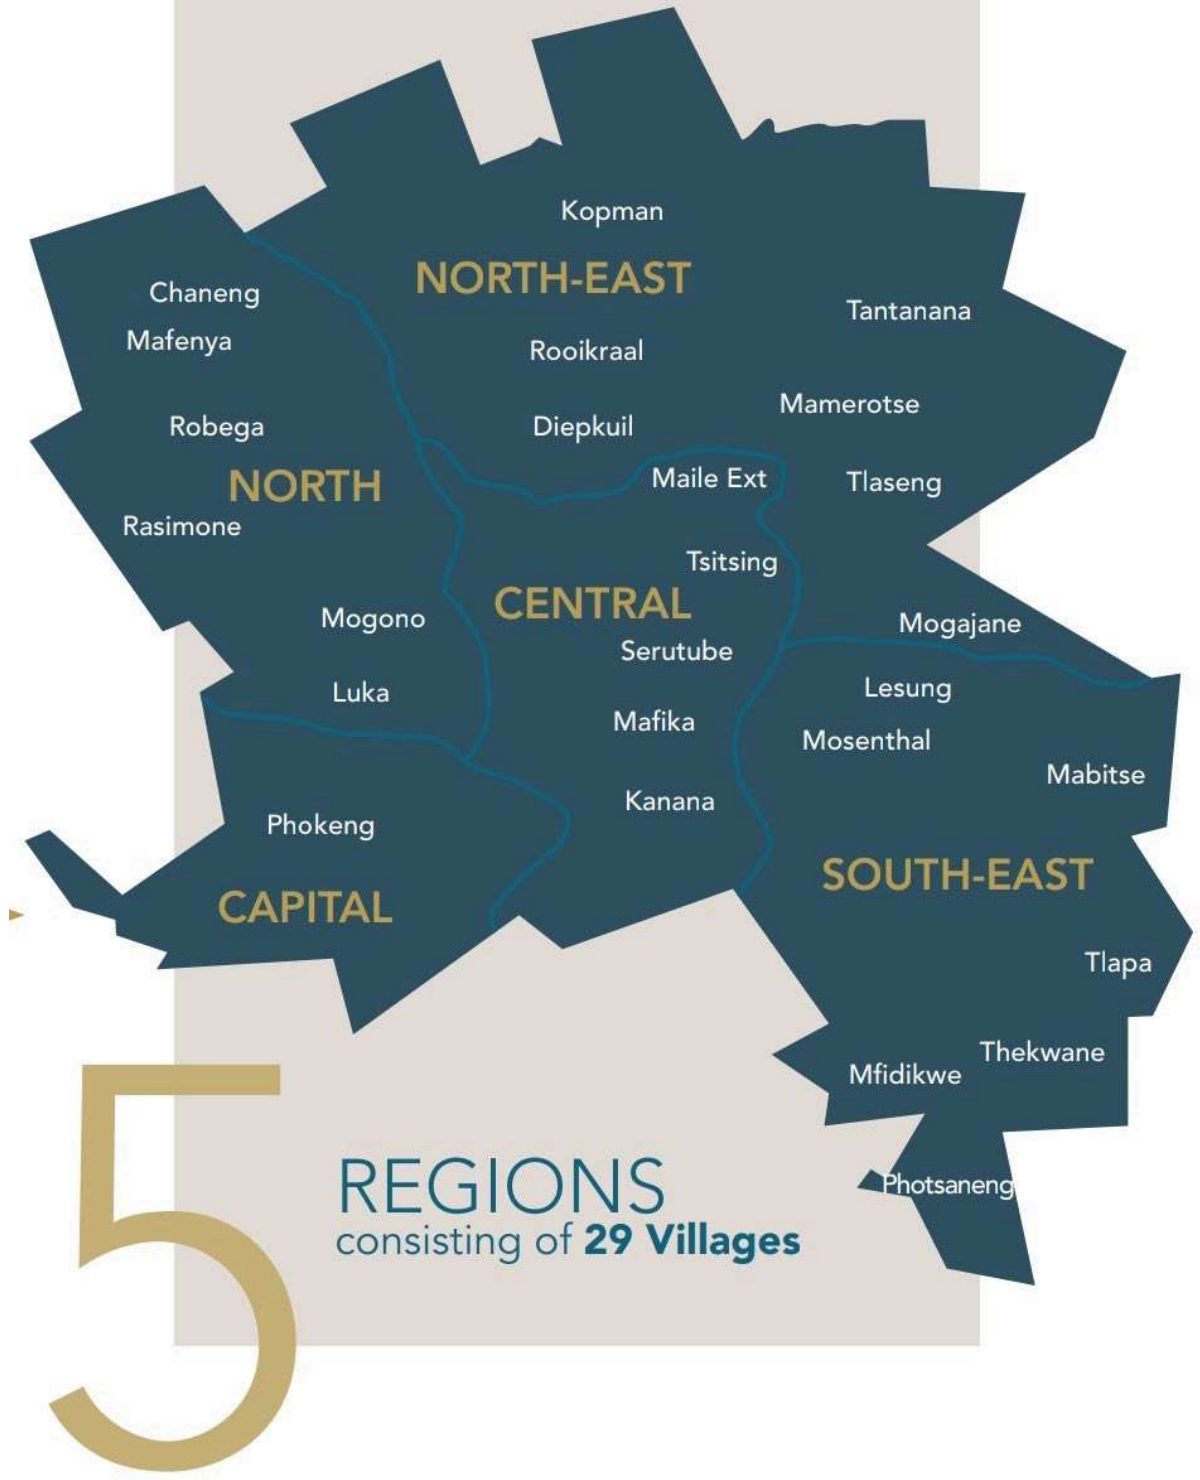 Kopman
NORTH-EAST
Chaneng
Tantanana
Mafenya
Rooikraal
Mamerotse
Robega
Diepkuil
Maile Ext
Tlaseng
NORTH
Rasimone
Tsitsing
CENTRAL
Mogono
Mogajane
Serutube
Luka
Lesung
Mafika
Mosenthal
Mabitse
Kanana
Phokeng
SOUTH-EAST
CAPITAL
Tlapa
Thekwane
Mfidikwe
Photsaneng
5
REGIONS
consisting of 29 Villages